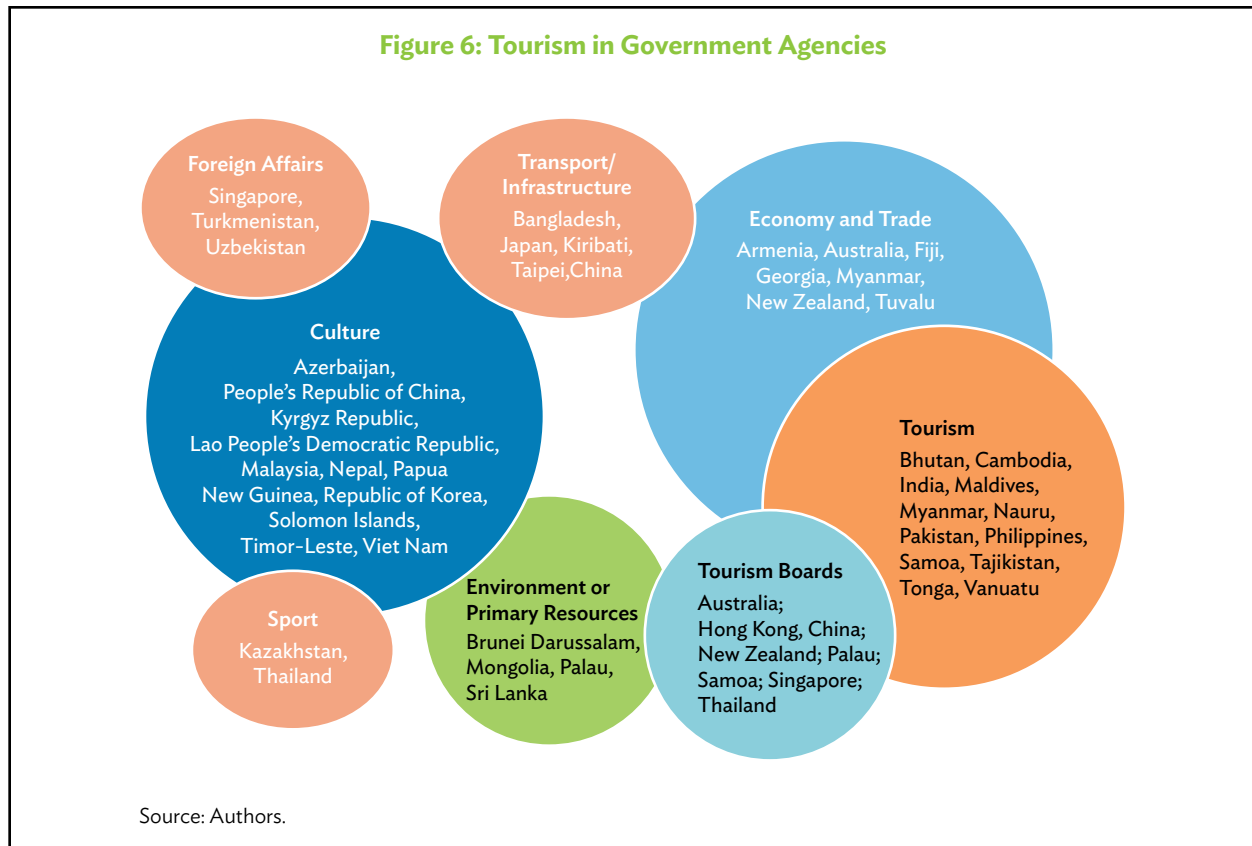 Figure 6: Tourism in Government Agencies
Foreign Affairs
Singapore,
Turkmenistan,
Uzbekistan
Transport/
Infrastructure
Bangladesh,
Japan, Kiribati,
Taipei,China
Economy and Trade
Armenia, Australia, Fiji,
Georgia, Myanmar,
New Zealand, Tuvalu
Culture
Azerbaijan,
People's Republic of China,
Kyrgyz Republic,
Lao People's Democratic Republic,
Malaysia, Nepal, Papua
New Guinea, Republic of Korea,
Solomon Islands,
Timor-Leste, Viet Nam
Tourism
Bhutan, Cambodia,
India, Maldives,
Myanmar, Nauru,
Pakistan, Philippines,
Samoa, Tajikistan,
Tonga, Vanuatu
Sport
Kazakhstan,
Thailand
Environment or
Primary Resources
Brunei Darussalam,
Mongolia, Palau,
Sri Lanka
Tourism Boards
Australia;
Hong Kong, China;
New Zealand; Palau;
Samoa; Singapore;
Thailand
Source: Authors.